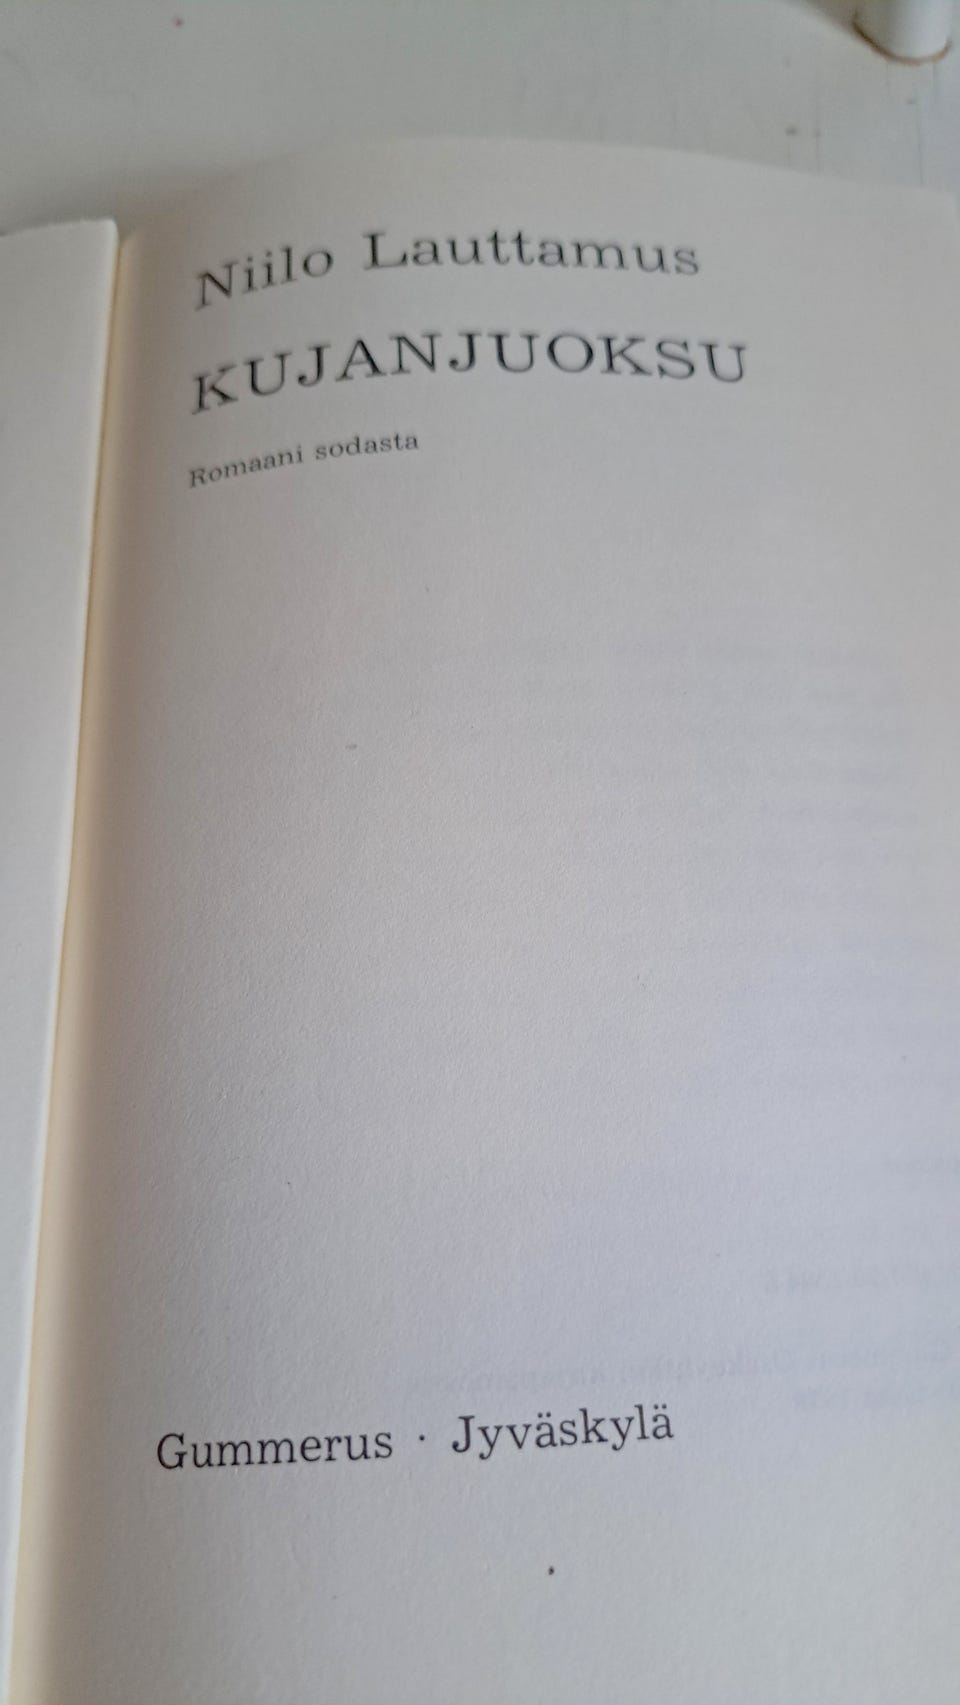 Niilo Lauttamus
KUJANJUOKSU
Romaani sodasta
Gummerus · Jyväskylä